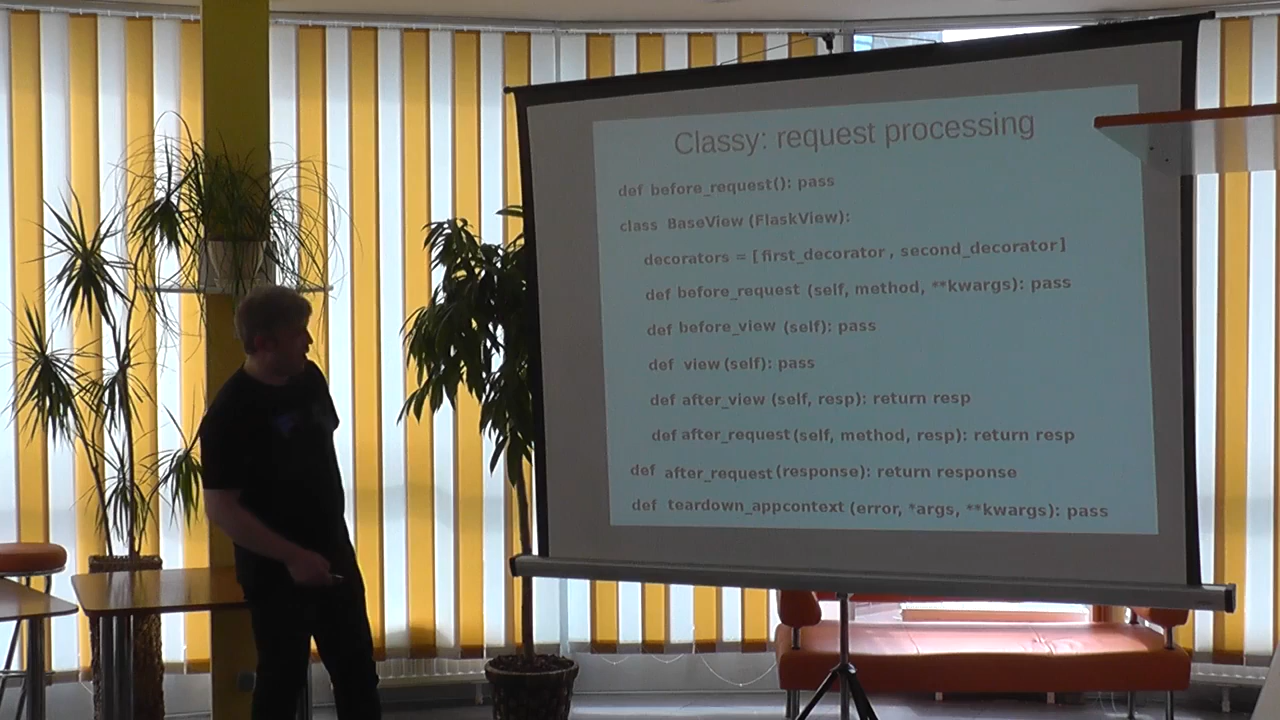 Classy: request processing
def before_request(): pass
class BaseView (FlaskView):
decorators = [ first_decorator , second_decorator ]
def before_request (self, method, **kwargs): pass
def before_view (self): pass
def view (self): pass
def after_view (self, resp): return resp
def after_request (self, method, resp): return resp
def after_request (response): return response
def teardown_appcontext (error, *args, **kwargs): pass